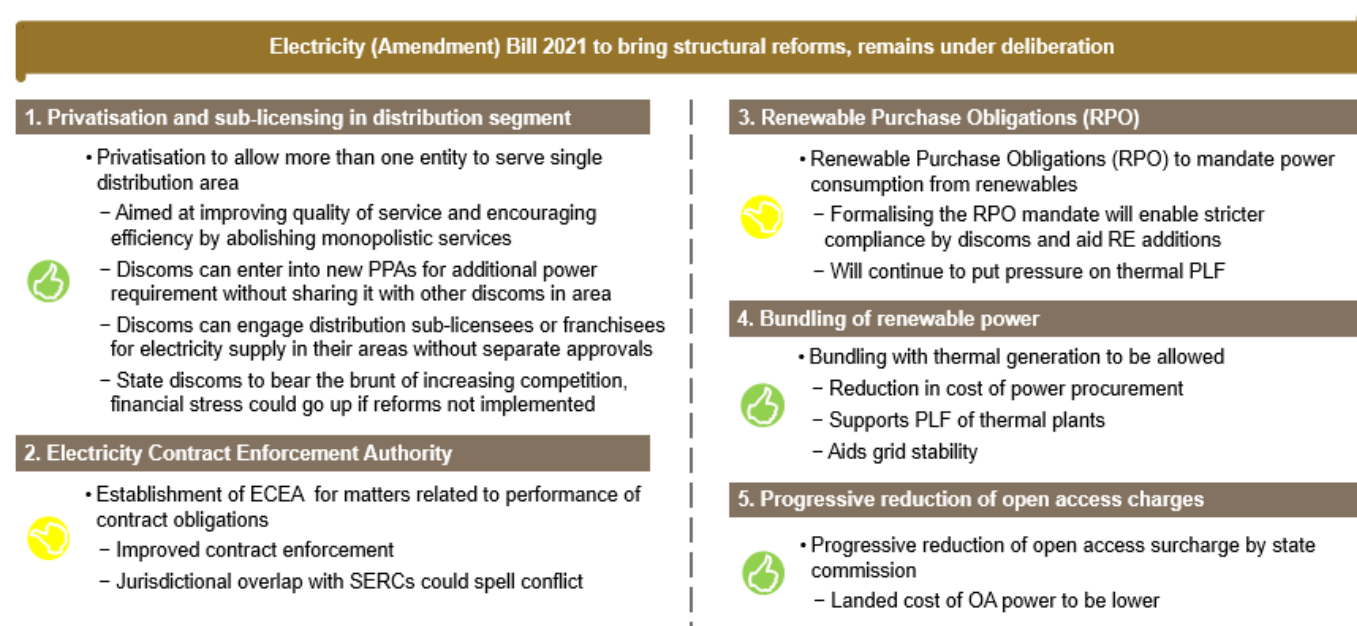 Electricity (Amendment) Bill 2021 to bring structural reforms, remains under deliberation
1. Privatisation and sub-licensing in distribution segment
• Privatisation to allow more than one entity to serve single
distribution area
− Aimed at improving quality of service and encouraging
efficiency by abolishing monopolistic services
− Discoms can enter into new PPAs for additional power
requirement without sharing it with other discoms in area
− Discoms can engage distribution sub-licensees or franchisees
for electricity supply in their areas without separate approvals
− State discoms to bear the brunt of increasing competition,
financial stress could go up if reforms not implemented
2. Electricity Contract Enforcement Authority
• Establishment of ECEA for matters related to performance of
contract obligations
− Improved contract enforcement
− Jurisdictional overlap with SERCs could spell conflict
3. Renewable Purchase Obligations (RPO)
• Renewable Purchase Obligations (RPO) to mandate power
consumption from renewables
− Formalising the RPO mandate will enable stricter
compliance by discoms and aid RE additions
− Will continue to put pressure on thermal PLF
4. Bundling of renewable power
• Bundling with thermal generation to be allowed
− Reduction in cost of power procurement
− Supports PLF of thermal plants
− Aids grid stability
5. Progressive reduction of open access charges
• Progressive reduction of open access surcharge by state
commission
− Landed cost of OA power to be lower